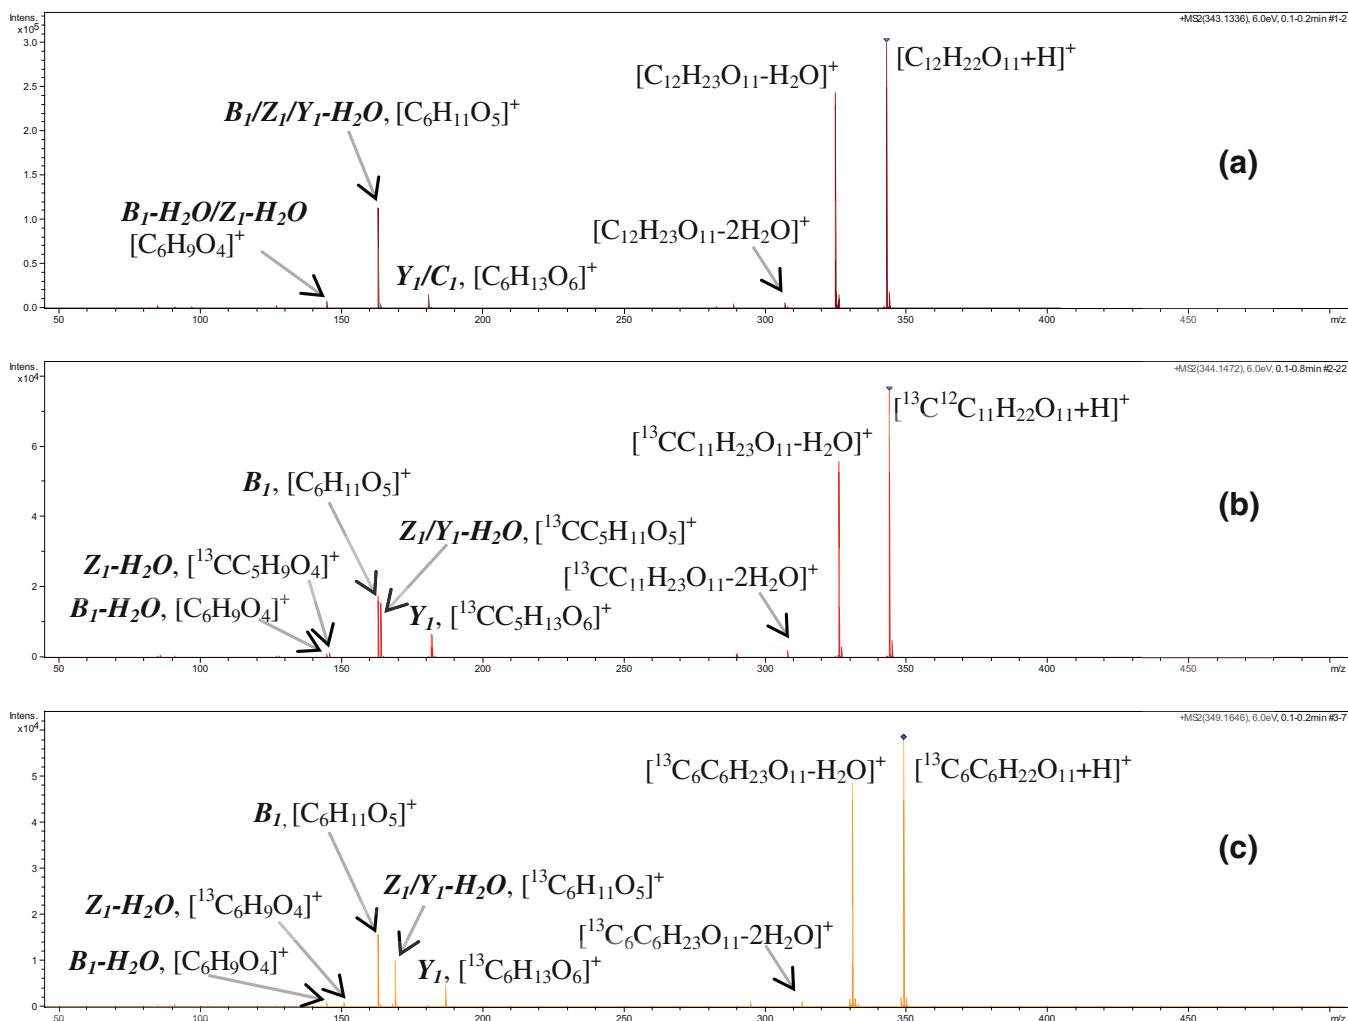 Intens.
x10⁵
+MS2(343.1336), 6.0eV, 0.1-0.2min #1-2
3.0
2.5
2.0
1.5
1.0
0.5
0.0
[C₁₂H₂₃O₁₁-H₂O]⁺
[C₁₂H₂₂O₁₁+H]⁺
B₁/Z₁/Y₁-H₂O, [C₆H₁₁O₅]⁺
(a)
B₁-H₂O/Z₁-H₂O
[C₆H₉O₄]⁺
[C₁₂H₂₃O₁₁-2H₂O]⁺
Y₁/C₁, [C₆H₁₃O₆]⁺
50 100 150 200 250 300 350 400 450 m/z
Intens.
x10⁴
+MS2(344.1472), 6.0eV, 0.1-0.8min #2-22
6
4
2
0
[¹³C¹²C₁₁H₂₂O₁₁+H]⁺
[¹³CC₁₁H₂₃O₁₁-H₂O]⁺
B₁, [C₆H₁₁O₅]⁺
(b)
Z₁/Y₁-H₂O, [¹³CC₅H₁₁O₅]⁺
Z₁-H₂O, [¹³CC₅H₉O₄]⁺
[¹³CC₁₁H₂₃O₁₁-2H₂O]⁺
B₁-H₂O, [C₆H₉O₄]⁺
Y₁, [¹³CC₅H₁₃O₆]⁺
50 100 150 200 250 300 350 400 450 m/z
Intens.
x10⁴
+MS2(349.1646), 6.0eV, 0.1-0.2min #3-7
5
4
3
2
1
0
[¹³C₆C₆H₂₃O₁₁-H₂O]⁺
[¹³C₆C₆H₂₂O₁₁+H]⁺
B₁, [C₆H₁₁O₅]⁺
(c)
Z₁/Y₁-H₂O, [¹³C₆H₁₁O₅]⁺
Z₁-H₂O, [¹³C₆H₉O₄]⁺
[¹³C₆C₆H₂₃O₁₁-2H₂O]⁺
B₁-H₂O, [C₆H₉O₄]⁺
Y₁, [¹³C₆H₁₃O₆]⁺
50 100 150 200 250 300 350 400 450 m/z